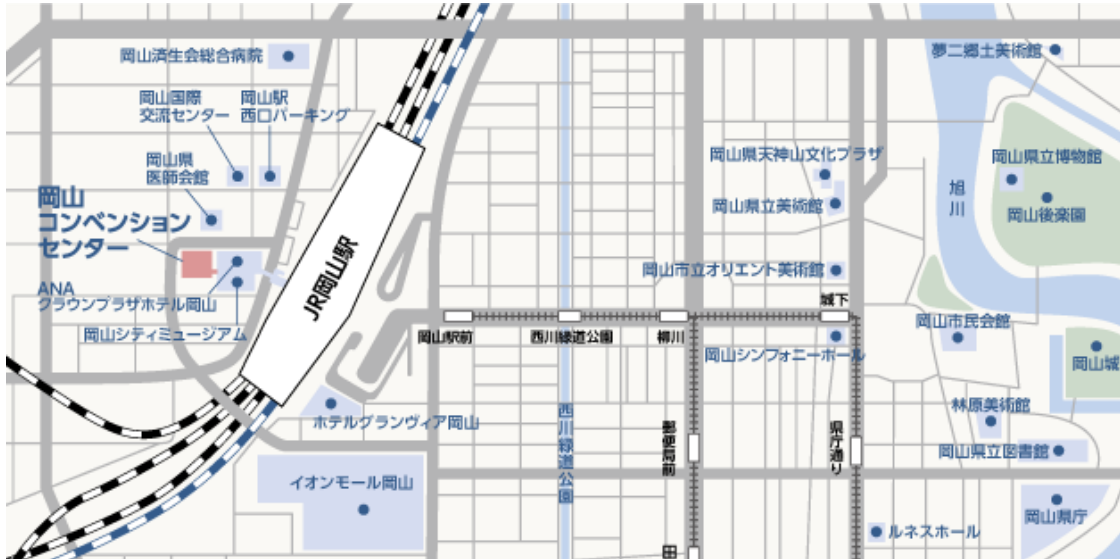 岡山済生会総合病院
夢二郷土美術館
岡山国際
交流センター
岡山駅
西口パーキング
岡山県
医師会館
岡山県天神山文化プラザ
岡山県立博物館
旭川
岡山後楽園
岡山県立美術館
岡山
コンベンション
センター
JR岡山駅
岡山市立オリエント美術館
ANA
クラウンプラザホテル岡山
城下
岡山シティミュージアム
岡山駅前
西川緑道公園
柳川
岡山市民会館
岡山シンフォニーホール
岡山城
ホテルグランヴィア岡山
西川緑道公園
郵便局前
県庁通り
林原美術館
岡山県立図書館
イオンモール岡山
岡山県庁
ルネスホール
田